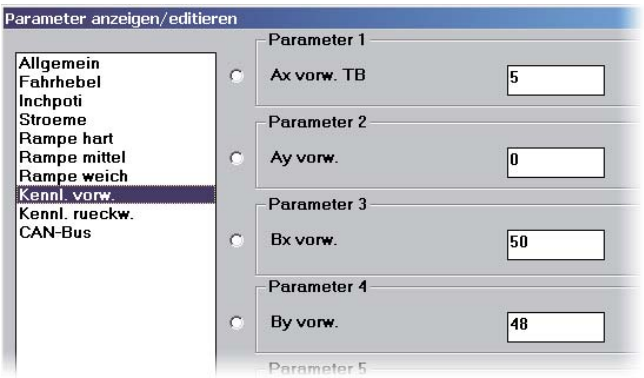 Parameter anzeigen/editieren
Allgemein
Fahrhebel
Inchpoti
Stroeme
Rampe hart
Rampe mittel
Rampe weich
Kennl. vorw.
Kennl. rueckw.
CAN-Bus
Parameter 1
Ax vorw. TB
5
Parameter 2
Ay vorw.
0
Parameter 3
Bx vorw.
50
Parameter 4
By vorw.
48
Parameter 5